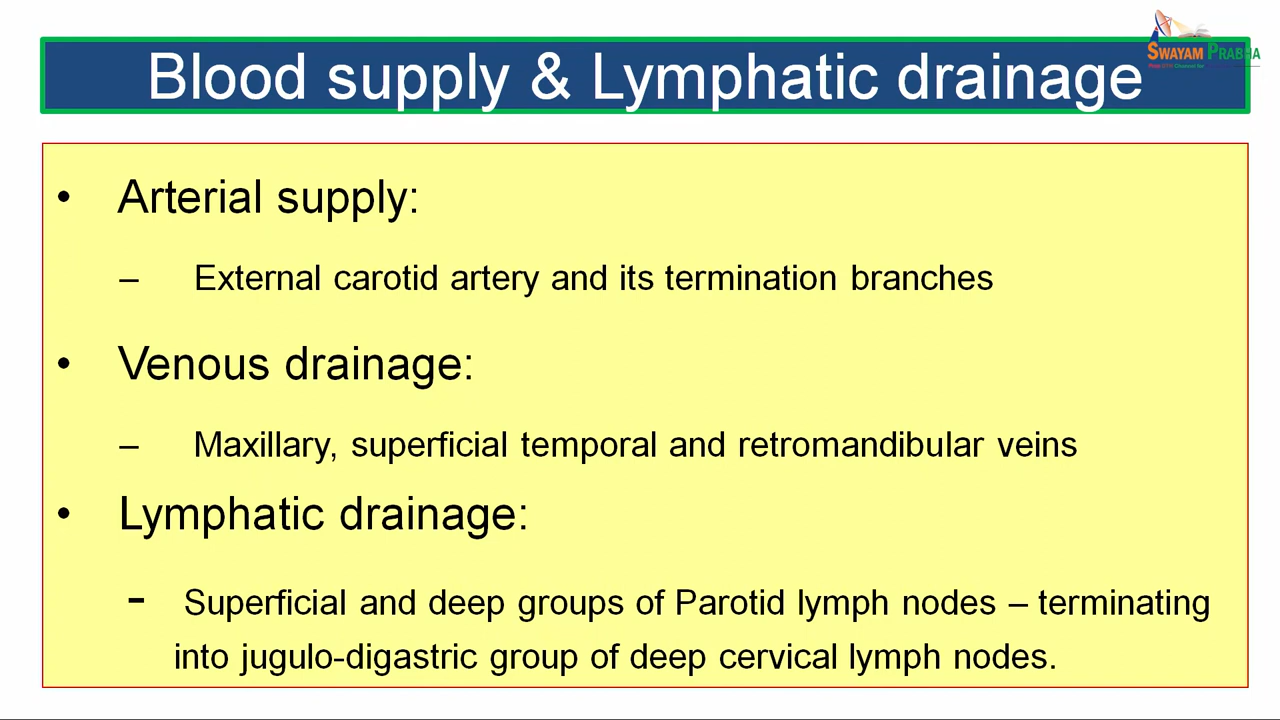 SWAYAM PRABHA
Blood supply & Lymphatic drainage
• Arterial supply:
– External carotid artery and its termination branches
• Venous drainage:
– Maxillary, superficial temporal and retromandibular veins
• Lymphatic drainage:
- Superficial and deep groups of Parotid lymph nodes – terminating
into jugulo-digastric group of deep cervical lymph nodes.